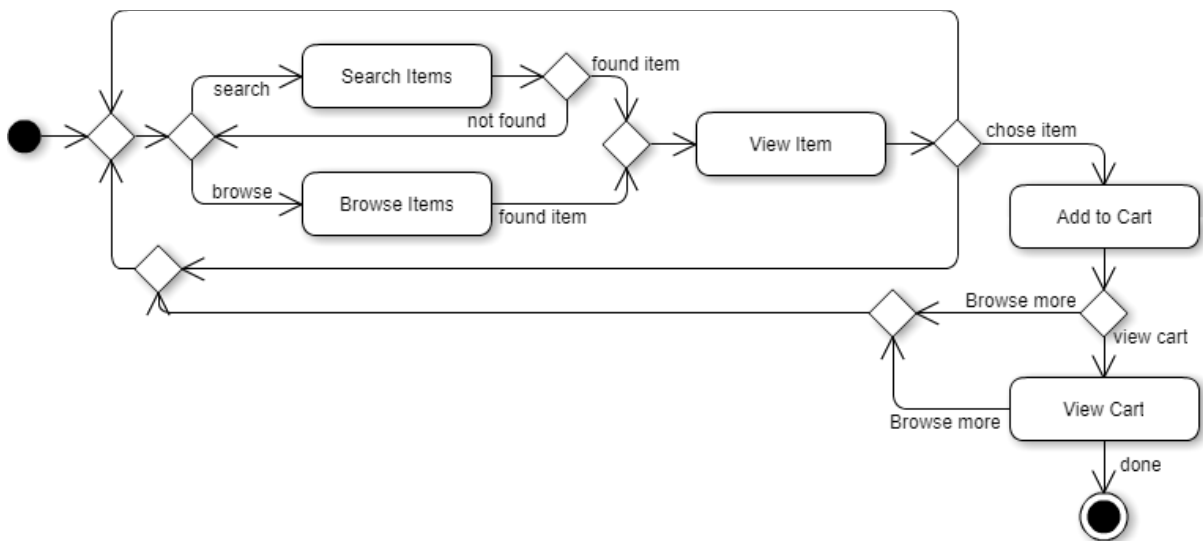 found item
search
Search Items
not found
chose item
View Item
browse
Browse Items
found item
Add to Cart
Browse more
view cart
View Cart
Browse more
done